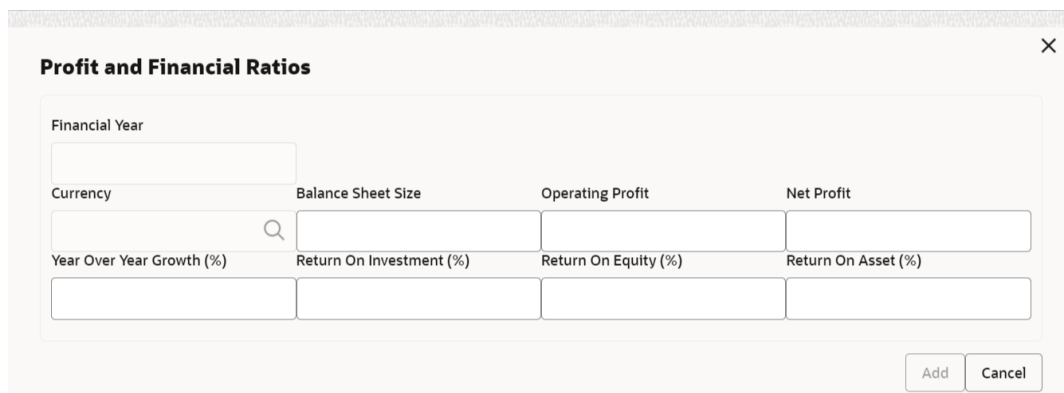 Profit and Financial Ratios
Financial Year
Currency Balance Sheet Size Operating Profit Net Profit
Year Over Year Growth (%) Return On Investment (%) Return On Equity (%) Return On Asset (%)
Add Cancel